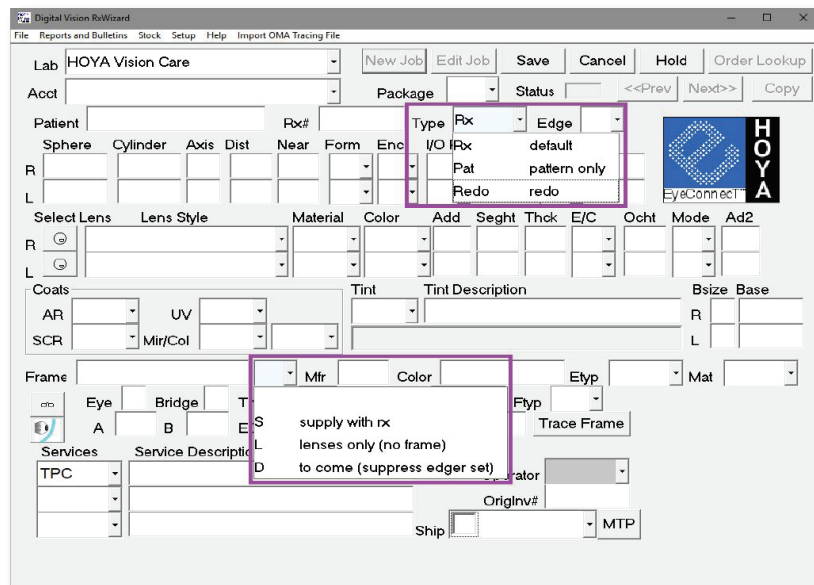 Digital Vision RxWizard
File Reports and Bulletins Stock Setup Help Import OMA Tracing File
Lab HOYA Vision Care New Job Edit Job Save Cancel Hold Order Lookup
Acct Package Status <<Prev Next>> Copy
Patient Rx# Type Rx Edge
Sphere Cylinder Axis Dist Near Form Enc I/O
Rx default
R Pat pattern only
L Redo redo
EyeConnecT™ HOYA
Select Lens Lens Style Material Color Add Seght Thck E/C Ocht Mode Ad2
R
L
Coats Tint Tint Description Bsize Base
AR UV R
SCR Mir/Col L
Frame Mfr Color Etyp Mat
Eye Bridge Ftyp
A B S supply with rx Trace Frame
Services Service Descriptio L lenses only (no frame)
TPC D to come (suppress edger set)
OrigInv#
Ship MTP